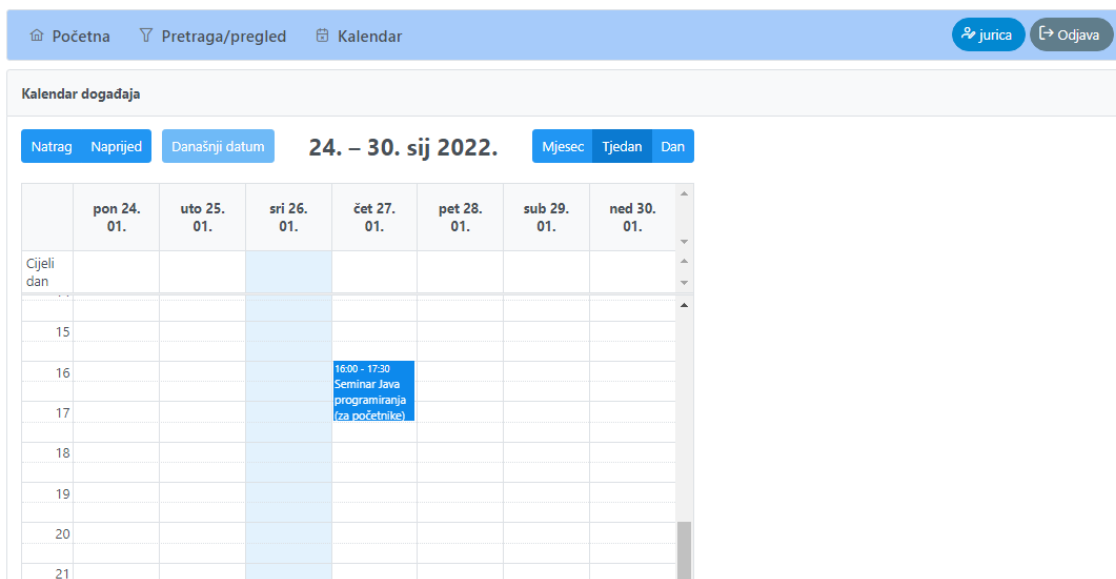 Početna Pretraga/pregled Kalendar jurica Odjava
Kalendar događaja
Natrag Naprijed Današnji datum 24. – 30. sij 2022. Mjesec Tjedan Dan
pon 24. uto 25. sri 26. čet 27. pet 28. sub 29. ned 30.
01. 01. 01. 01. 01. 01. 01.
Cijeli
dan
15
16
16:00 - 17:30
Seminar Java
programiranja
(za početnike)
17
18
19
20
21